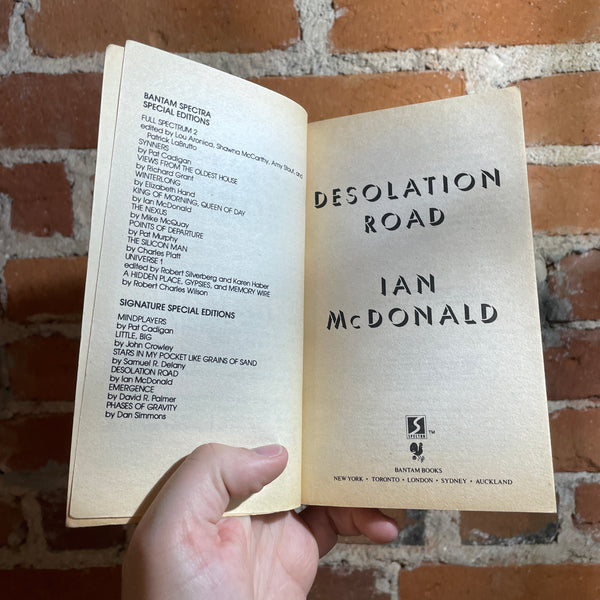 BANTAM SPECTRA
SPECIAL EDITIONS
FULL SPECTRUM 2
edited by Lou Aronica, Shawna McCarthy, Amy Stout, and
Patrick LoBrutto
SYNNERS
by Pat Cadigan
VIEWS FROM THE OLDEST HOUSE
by Richard Grant
WINTERLONG
by Elizabeth Hand
KING OF MORNING, QUEEN OF DAY
by Ian McDonald
THE NEXUS
by Mike McQuay
POINTS OF DEPARTURE
by Pat Murphy
THE SILICON MAN
by Charles Platt
UNIVERSE 1
edited by Robert Silverberg and Karen Haber
A HIDDEN PLACE, GYPSIES, and MEMORY WIRE
by Robert Charles Wilson
SIGNATURE SPECIAL EDITIONS
MINDPLAYERS
by Pat Cadigan
LITTLE, BIG
by John Crowley
STARS IN MY POCKET LIKE GRAINS OF SAND
by Samuel R. Delany
DESOLATION ROAD
by Ian McDonald
EMERGENCE
by David R. Palmer
PHASES OF GRAVITY
by Dan Simmons
DESOLATION
ROAD
IAN
McDONALD
S
SPECTRA
TM
BANTAM BOOKS
NEW YORK • TORONTO • LONDON • SYDNEY • AUCKLAND